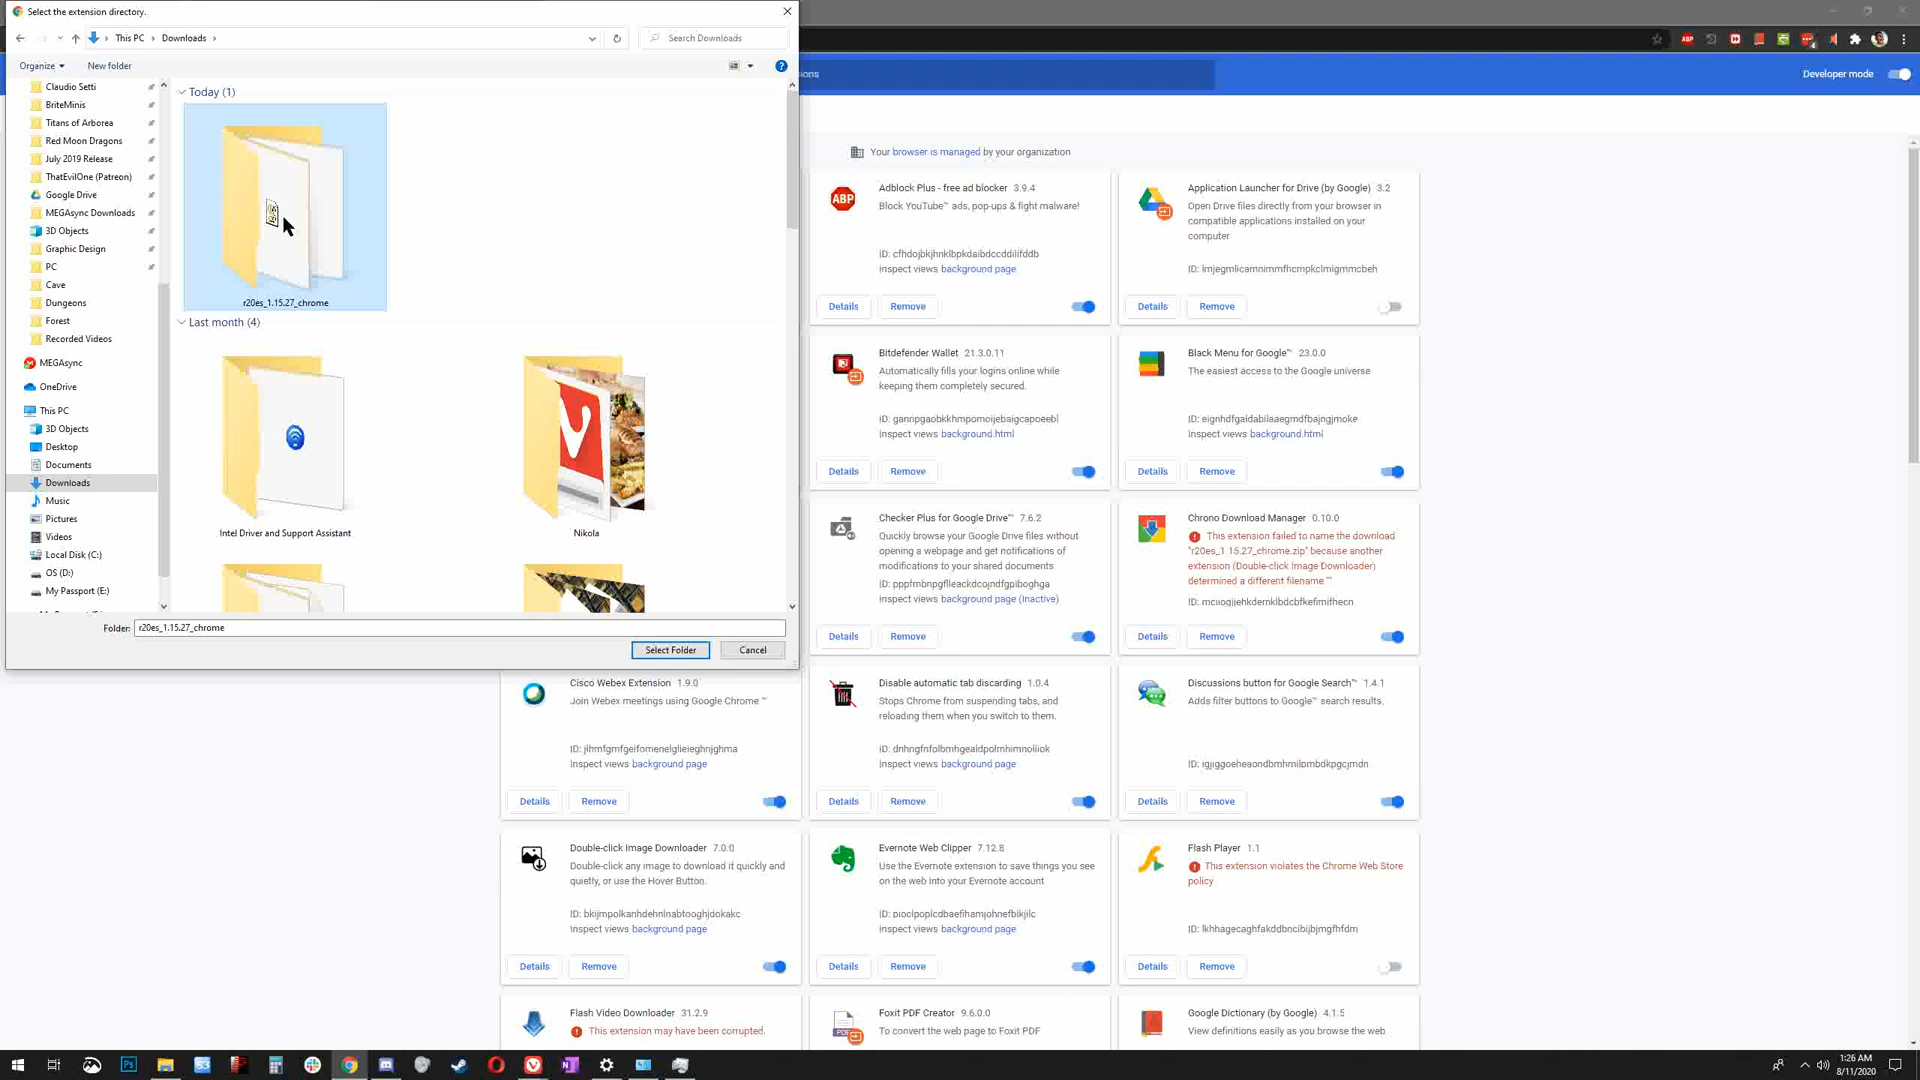 Select the extension directory.
This PC
Downloads
Search Downloads
Organize
New folder
Claudio Setti
BriteMinis
Titans of Arborea
Red Moon Dragons
July 2019 Release
ThatEvilOne (Patreon)
Google Drive
MEGAsync Downloads
3D Objects
Graphic Design
PC
Cave
Dungeons
Forest
Recorded Videos
MEGAsync
OneDrive
This PC
3D Objects
Desktop
Documents
Downloads
Music
Pictures
Videos
Local Disk (C:)
OS (D:)
My Passport (E:)
Today (1)
r20es_1.15.27_chrome
Last month (4)
Intel Driver and Support Assistant
Nikola
Folder: r20es_1.15.27_chrome
Select Folder
Cancel
ABP
Developer mode
Your browser is managed by your organization
ABP
Adblock Plus - free ad blocker 3.9.4
Block YouTube™ ads, pop-ups & fight malware!
ID: cfhdojbkjhnklbpkdaibdccddilifddb
Inspect views background page
Details
Remove
Application Launcher for Drive (by Google) 3.2
Open Drive files directly from your browser in
compatible applications installed on your
computer
ID: lmjegmlicamnimmfhcmpkclmigmmcbeh
Details
Remove
Bitdefender Wallet 21.3.0.11
Automatically fills your logins online while
keeping them completely secured.
ID: gannpgaobkkhmpomoijebaigcapoeebl
Inspect views background.html
Details
Remove
Black Menu for Google™ 23.0.0
The easiest access to the Google universe
ID: eignhdfgaldabilaaegmdfbajngjmoke
Inspect views background.html
Details
Remove
Checker Plus for Google Drive™ 7.6.2
Quickly browse your Google Drive files without
opening a webpage and get notifications of
modifications to your shared documents
ID: pppfmbnpgflleackdcojndfgpiboghga
Inspect views background page (Inactive)
Details
Remove
Chrono Download Manager 0.10.0
This extension failed to name the download
"r20es_1 15.27_chrome.zip" because another
extension (Double-click Image Downloader)
determined a different filename ""
ID: mciiogijehkdemklbdcbfkefimifhecn
Details
Remove
Cisco Webex Extension 1.9.0
Join Webex meetings using Google Chrome ™
ID: jlhmfgmfgeifomenelglieieghnjghma
Inspect views background page
Details
Remove
Disable automatic tab discarding 1.0.4
Stops Chrome from suspending tabs, and
reloading them when you switch to them.
ID: dnhngfnfolbmhgealdpolmhimnoliiok
Inspect views background page
Details
Remove
Discussions button for Google Search™ 1.4.1
Adds filter buttons to Google™ search results.
Details
Remove
Double-click Image Downloader 7.0.0
Double-click any image to download it quickly and
quietly, or use the Hover Button.
ID: bkijmpolkanhdehnlnabtooghjdokakc
Inspect views background page
Details
Remove
Evernote Web Clipper 7.12.8
Use the Evernote extension to save things you see
on the web into your Evernote account
ID: pioclpoplcdbaefihamjohnefbikjilc
Inspect views background page
Details
Remove
Flash Player 1.1
This extension violates the Chrome Web Store
policy
ID: lkhhagecaghfakddbncibijbjmgfhfdm
Details
Remove
Flash Video Downloader 31.2.9
This extension may have been corrupted.
Foxit PDF Creator 9.6.0.0
To convert the web page to Foxit PDF
Google Dictionary (by Google) 4.1.5
View definitions easily as you browse the web
1:26 AM
8/11/2020